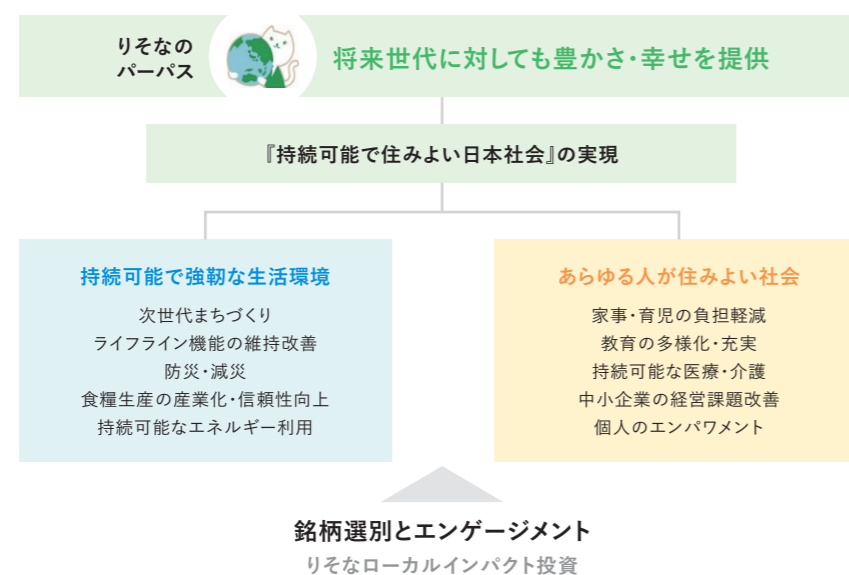 りそなの
パーパス
将来世代に対しても豊かさ・幸せを提供
『持続可能で住みよい日本社会』の実現
持続可能で強靭な生活環境
次世代まちづくり
ライフライン機能の維持改善
防災・減災
食糧生産の産業化・信頼性向上
持続可能なエネルギー利用
あらゆる人が住みよい社会
家事・育児の負担軽減
教育の多様化・充実
持続可能な医療・介護
中小企業の経営課題改善
個人のエンパワメント
銘柄選別とエンゲージメント
りそなローカルインパクト投資